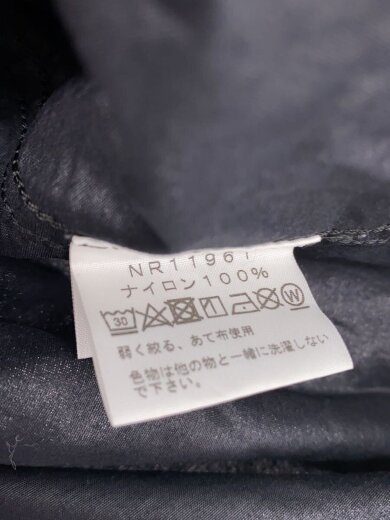 NR11961
ナイロン100%
30 W
弱く絞る、あて布使用
色物は他の物と一緒に洗濯しない
で下さい。